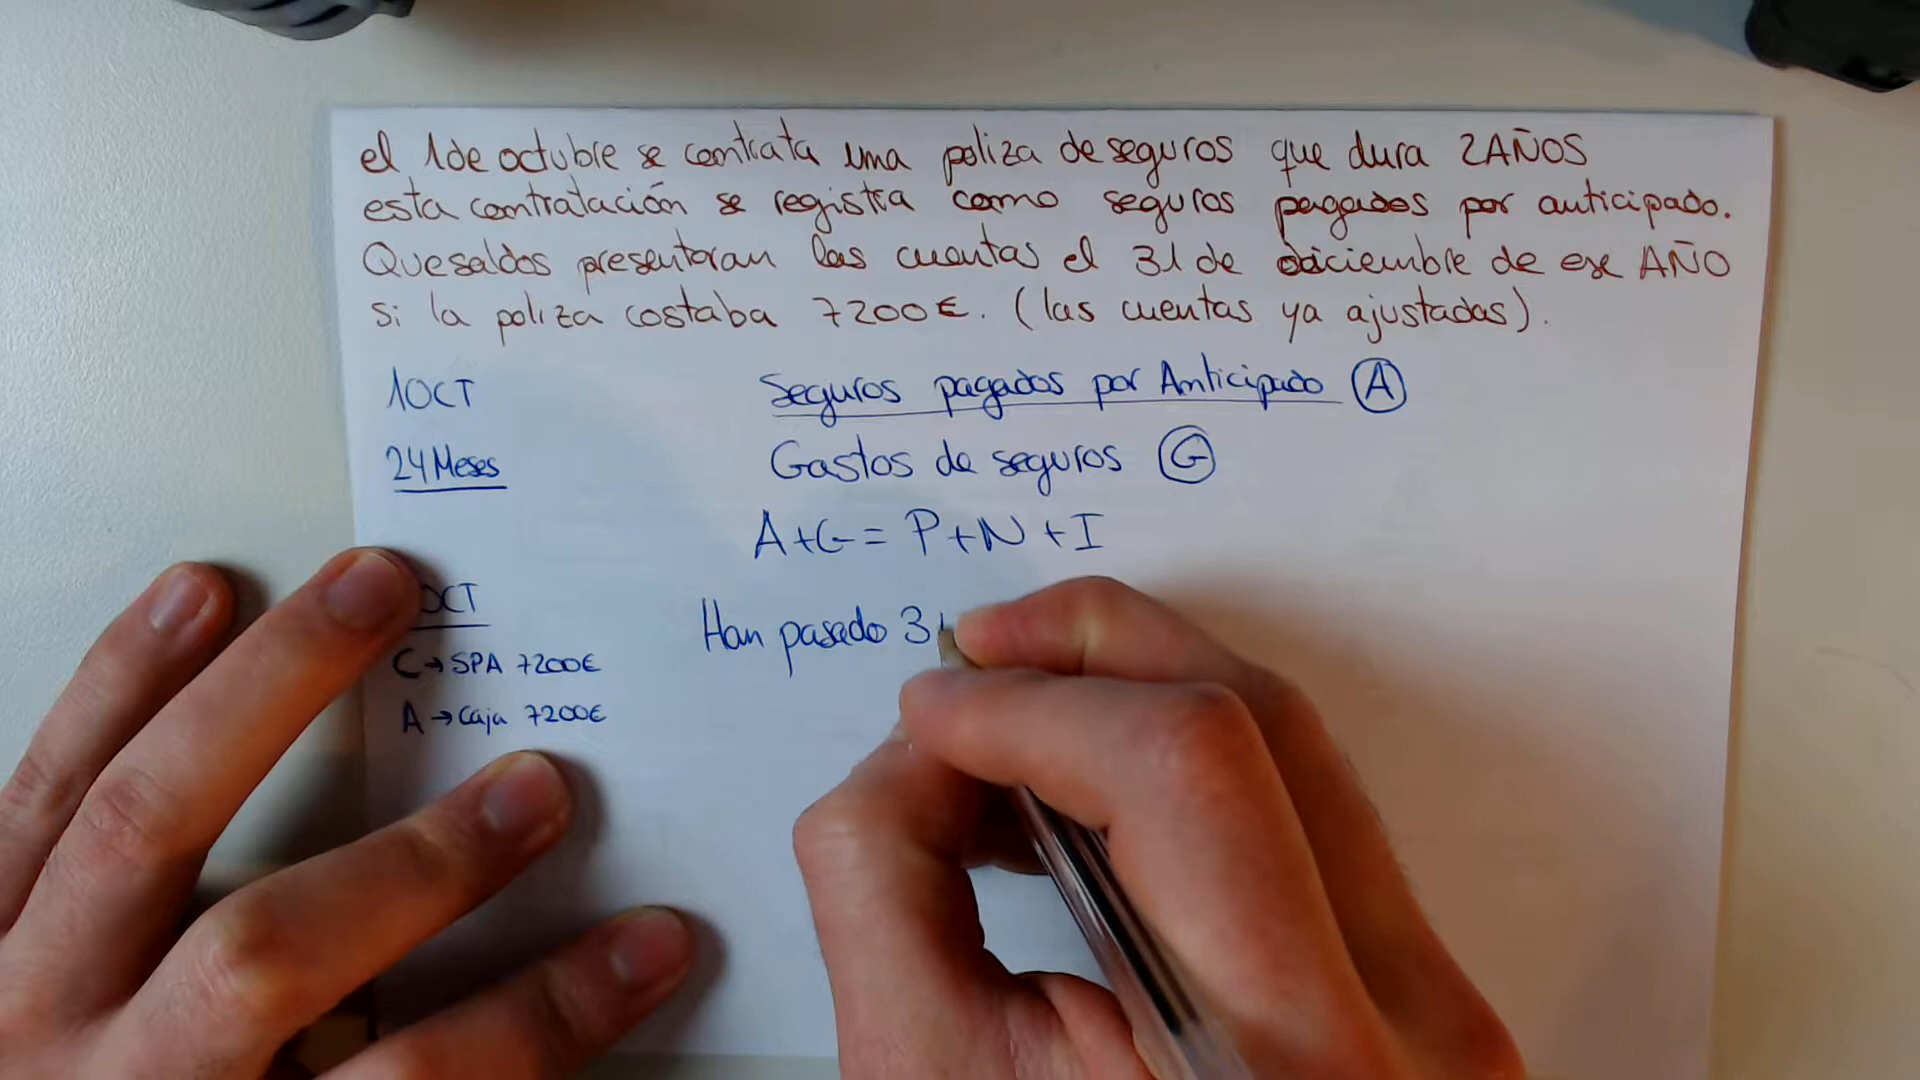 el 1 de octubre se contrata una poliza de seguros que dura 2AÑOS
esta contratación se registra como seguros pagados por anticipado.
Que saldos presentaran las cuentas el 31 de diciembre de ese AÑO
si la poliza costaba 7200€. (las cuentas ya ajustadas).
1OCT
Seguros pagados por Anticipado A
24 Meses
Gastos de seguros G
A+G= P+N+I
OCT
Han pasado 3
C→SPA 7200€
A→Caja 7200€